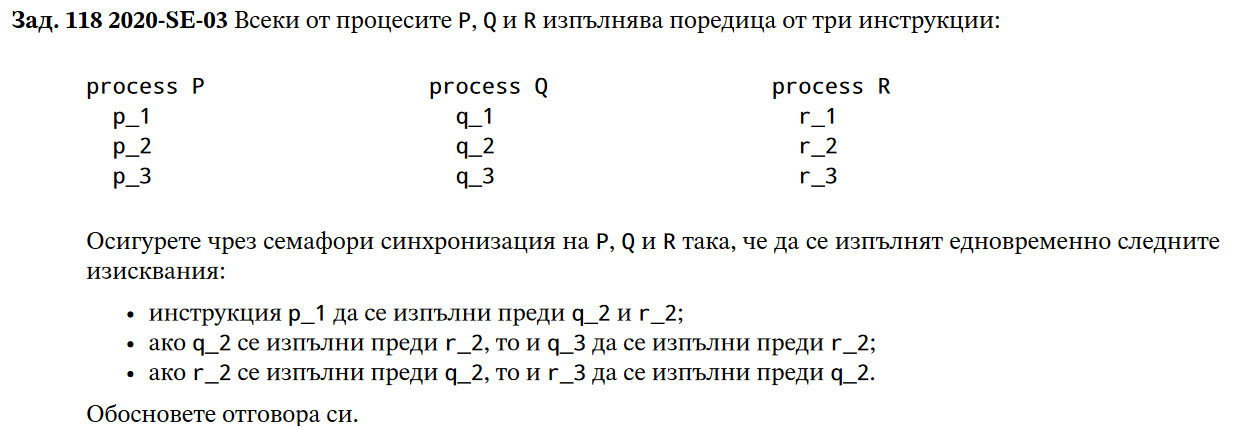 Зад. 118 2020-SE-03 Всеки от процесите P, Q и R изпълнява поредица от три инструкции:
process P process Q process R
p_1 q_1 r_1
p_2 q_2 r_2
p_3 q_3 r_3
Осигурете чрез семафори синхронизация на P, Q и R така, че да се изпълнят едновременно следните
изисквания:
• инструкция p_1 да се изпълни преди q_2 и r_2;
• ако q_2 се изпълни преди r_2, то и q_3 да се изпълни преди r_2;
• ако r_2 се изпълни преди q_2, то и r_3 да се изпълни преди q_2.
Обосновете отговора си.